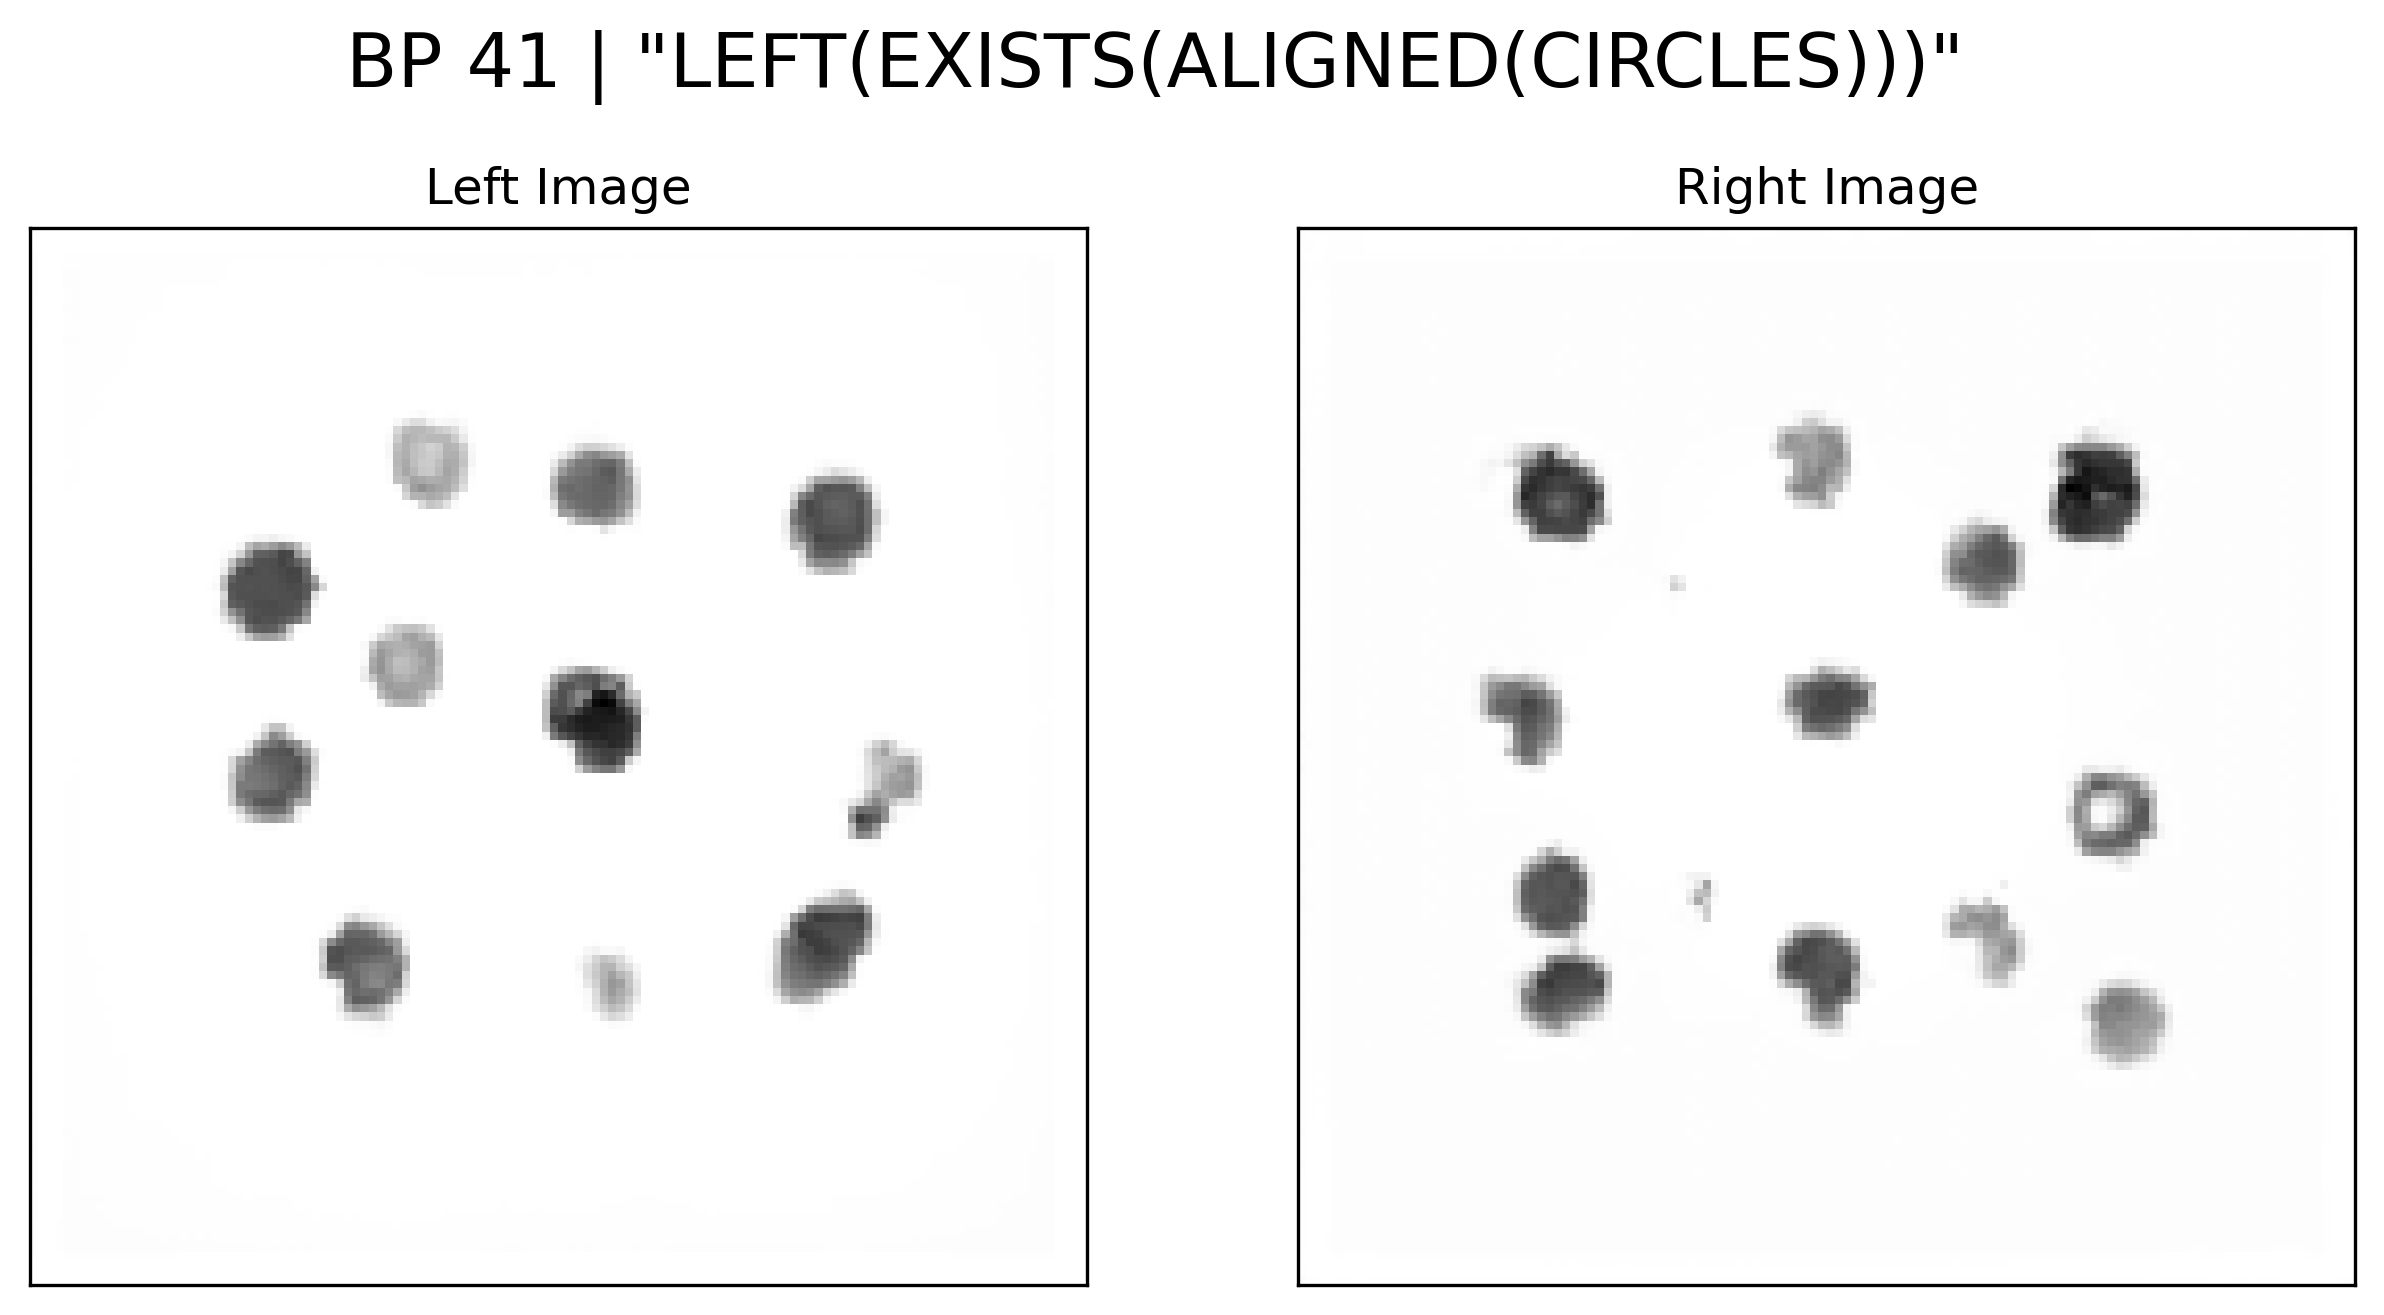 BP 41 | "LEFT(EXISTS(ALIGNED(CIRCLES)))"
Left Image
Right Image